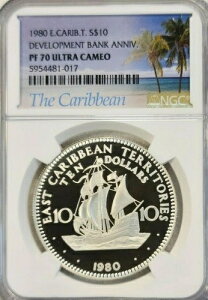 1980 E.CARIB.T. S$10
DEVELOPMENT BANK ANNIV.
PF 70 ULTRA CAMEO
5954481-017
The Caribbean
NGC
EAST CARIBBEAN TERRITORIES
TEN DOLLARS
10 10
1980